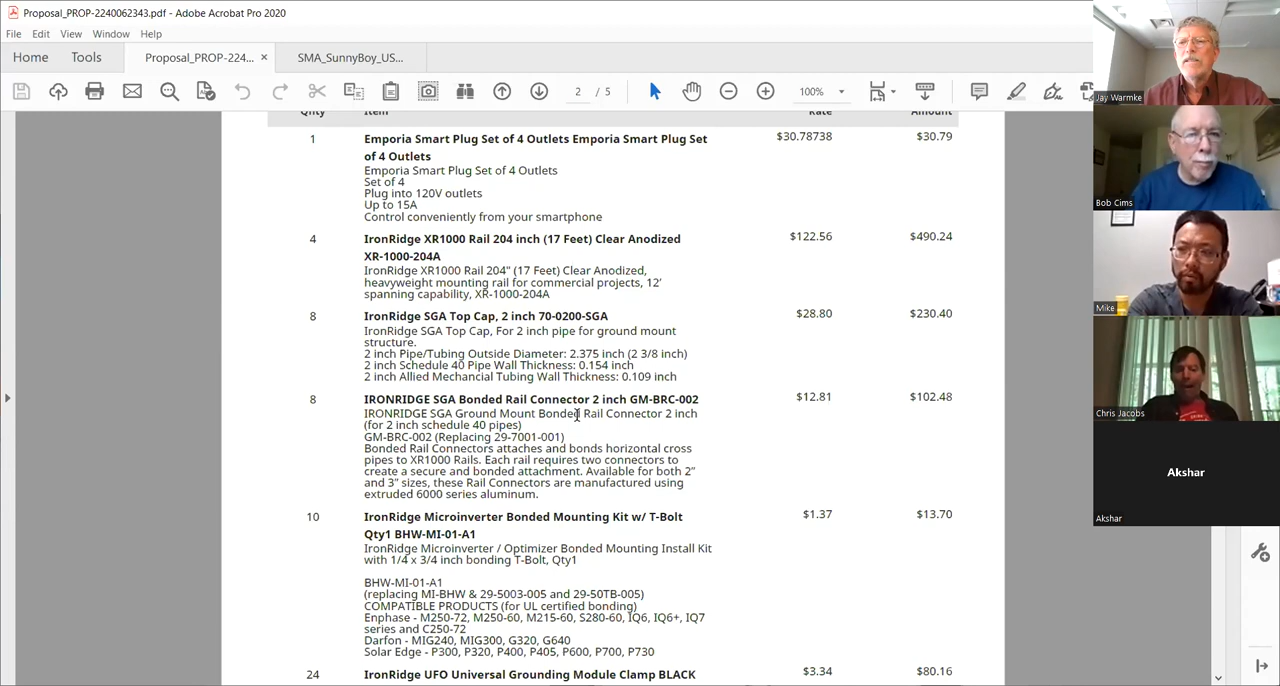 Proposal_PROP-2240062343.pdf - Adobe Acrobat Pro 2020
File Edit View Window Help
Home Tools Proposal_PROP-224... × SMA_SunnyBoy_US...
2 / 5 100%
Qnity Item Rate Amount
1 Emporia Smart Plug Set of 4 Outlets Emporia Smart Plug Set $30.78738 $30.79
of 4 Outlets
Emporia Smart Plug Set of 4 Outlets
Set of 4
Plug into 120V outlets
Up to 15A
Control conveniently from your smartphone
4 IronRidge XR1000 Rail 204 inch (17 Feet) Clear Anodized $122.56 $490.24
XR-1000-204A
IronRidge XR1000 Rail 204" (17 Feet) Clear Anodized,
heavyweight mounting rail for commercial projects, 12'
spanning capability, XR-1000-204A
8 IronRidge SGA Top Cap, 2 inch 70-0200-SGA $28.80 $230.40
IronRidge SGA Top Cap, For 2 inch pipe for ground mount
structure.
2 inch Pipe/Tubing Outside Diameter: 2.375 inch (2 3/8 inch)
2 inch Schedule 40 Pipe Wall Thickness: 0.154 inch
2 inch Allied Mechancial Tubing Wall Thickness: 0.109 inch
8 IRONRIDGE SGA Bonded Rail Connector 2 inch GM-BRC-002 $12.81 $102.48
IRONRIDGE SGA Ground Mount Bonded Rail Connector 2 inch
(for 2 inch schedule 40 pipes)
GM-BRC-002 (Replacing 29-7001-001)
Bonded Rail Connectors attaches and bonds horizontal cross
pipes to XR1000 Rails. Each rail requires two connectors to
create a secure and bonded attachment. Available for both 2”
and 3” sizes, these Rail Connectors are manufactured using
extruded 6000 series aluminum.
10 IronRidge Microinverter Bonded Mounting Kit w/ T-Bolt $1.37 $13.70
Qty1 BHW-MI-01-A1
IronRidge Microinverter / Optimizer Bonded Mounting Install Kit
with 1/4 x 3/4 inch bonding T-Bolt, Qty1
BHW-MI-01-A1
(replacing MI-BHW & 29-5003-005 and 29-50TB-005)
COMPATIBLE PRODUCTS (for UL certified bonding)
Enphase - M250-72, M250-60, M215-60, S280-60, IQ6, IQ6+, IQ7
series and C250-72
Darfon - MIG240, MIG300, G320, G640
Solar Edge - P300, P320, P400, P405, P600, P700, P730
24 IronRidge UFO Universal Grounding Module Clamp BLACK $3.34 $80.16
Jay Warmke
Bob Cims
Mike
Chris Jacobs
Akshar
Akshar